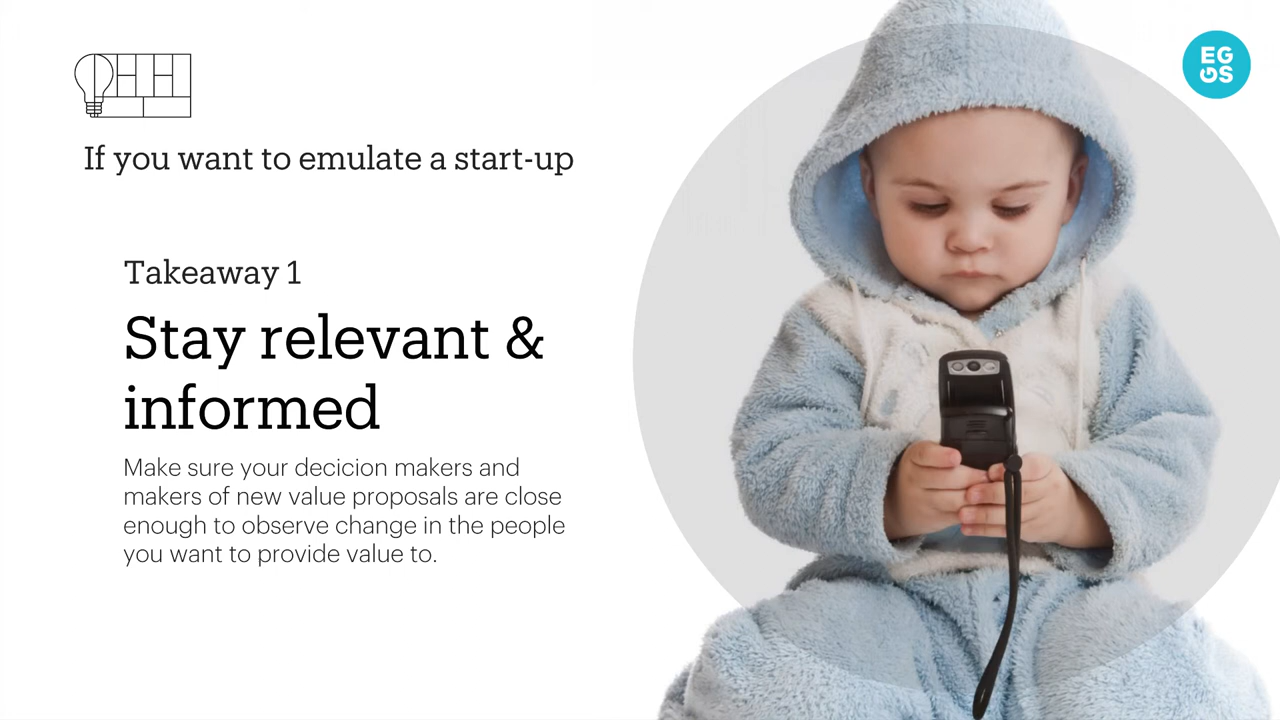 If you want to emulate a start-up
EG
GS
Takeaway 1
Stay relevant &
informed
Make sure your decicion makers and
makers of new value proposals are close
enough to observe change in the people
you want to provide value to.